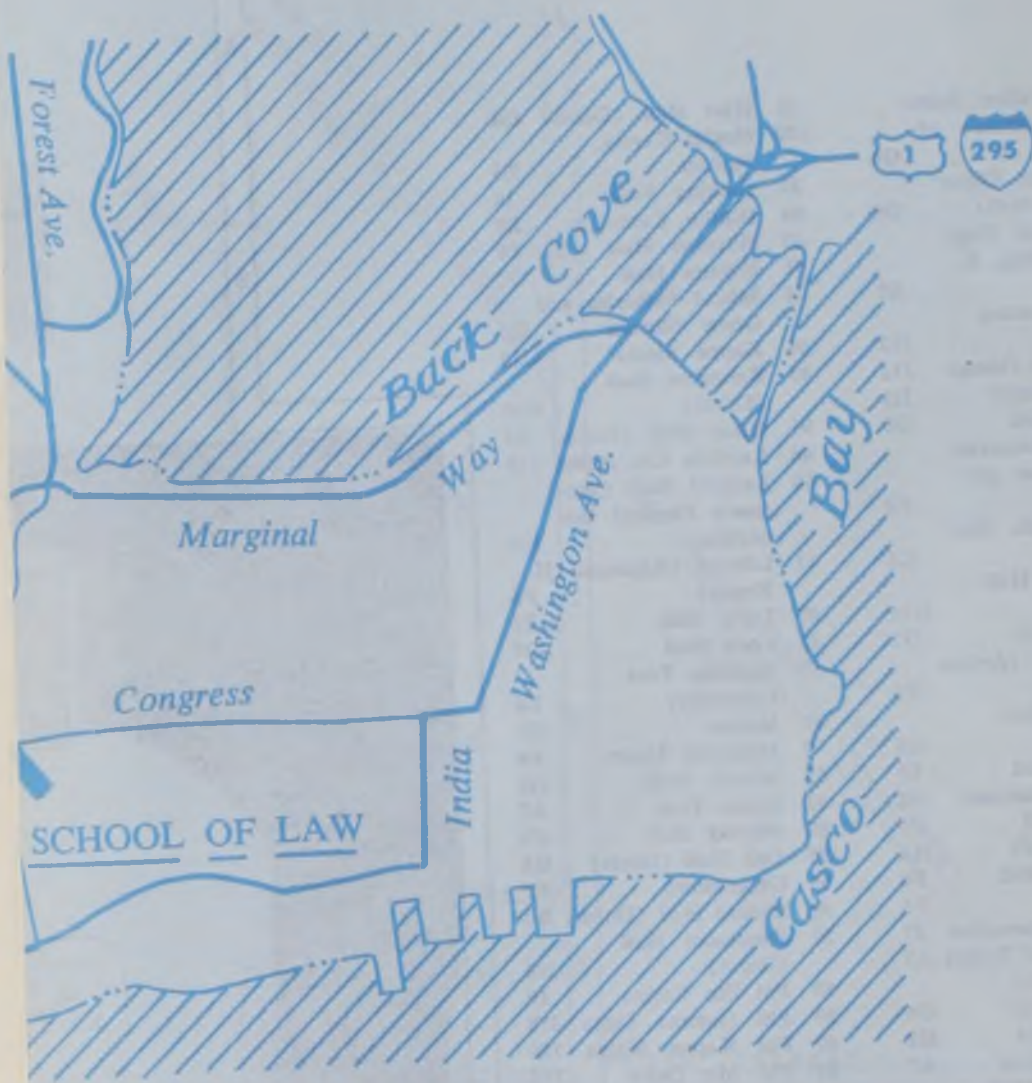 Forest Ave.
1
295
Back Cove
Marginal Way
Washington Ave.
Casco Bay
Congress
India
SCHOOL OF LAW